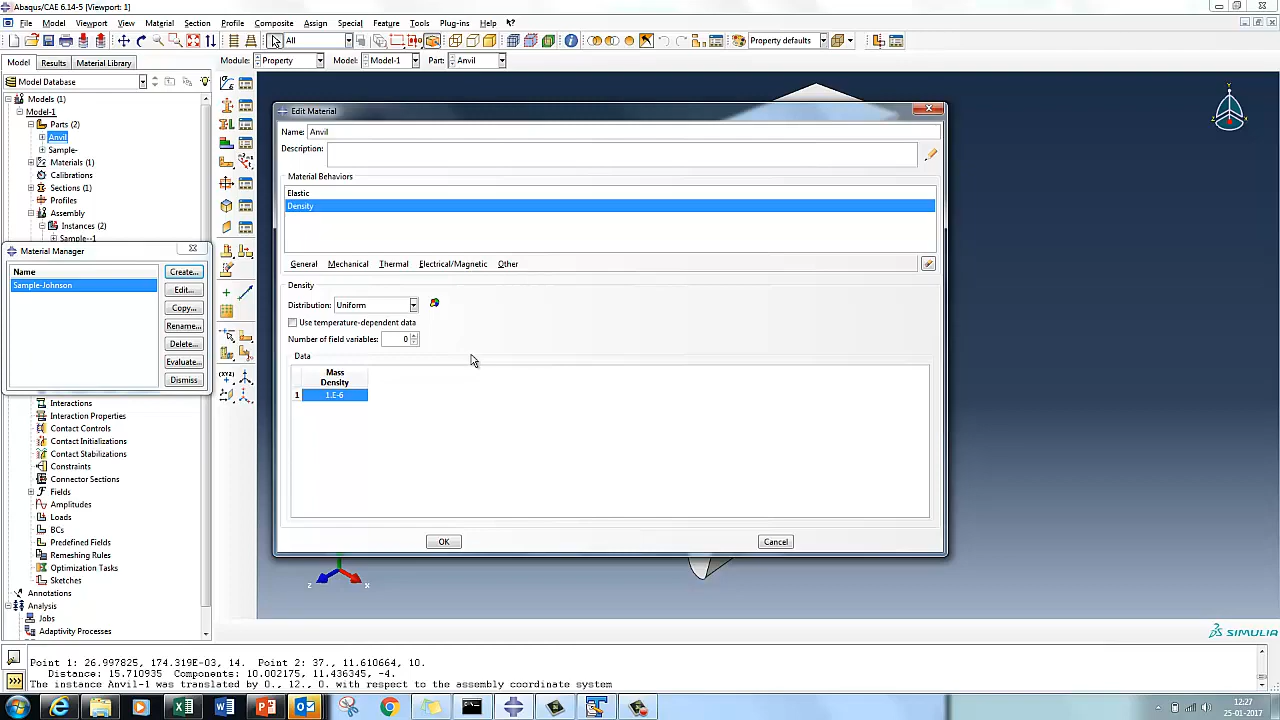 Abaqus/CAE 6.14-5 [Viewport: 1]
File Model Viewport View Material Section Profile Composite Assign Special Feature Tools Plug-ins Help
All Property defaults
Model Results Material Library Module: Property Model: Model-1 Part: Anvil
Model Database
Models (1)
Model-1
Parts (2)
Anvil
Sample-
Materials (1)
Calibrations
Sections (1)
Profiles
Assembly
Instances (2)
Sample--1
Material Manager
Name
Sample-Johnson
Create...
Edit...
Copy...
Rename...
Delete...
Evaluate...
Dismiss
Interactions
Interaction Properties
Contact Controls
Contact Initializations
Contact Stabilizations
Constraints
Connector Sections
Fields
Amplitudes
Loads
BCs
Predefined Fields
Remeshing Rules
Optimization Tasks
Sketches
Annotations
Analysis
Jobs
Adaptivity Processes
Edit Material
Name: Anvil
Description:
Material Behaviors
Elastic
Density
General Mechanical Thermal Electrical/Magnetic Other
Density
Distribution: Uniform
Use temperature-dependent data
Number of field variables: 0
Data
Mass
Density
1 1.E-6
OK Cancel
Y
Z X
z x
SIMULIA
Point 1: 26.997825, 174.319E-03, 14. Point 2: 37., 11.610664, 10.
Distance: 15.710935 Components: 10.002175, 11.436345, -4.
The instance Anvil-1 was translated by 0., 12., 0. with respect to the assembly coordinate system
12:27
25-01-2017